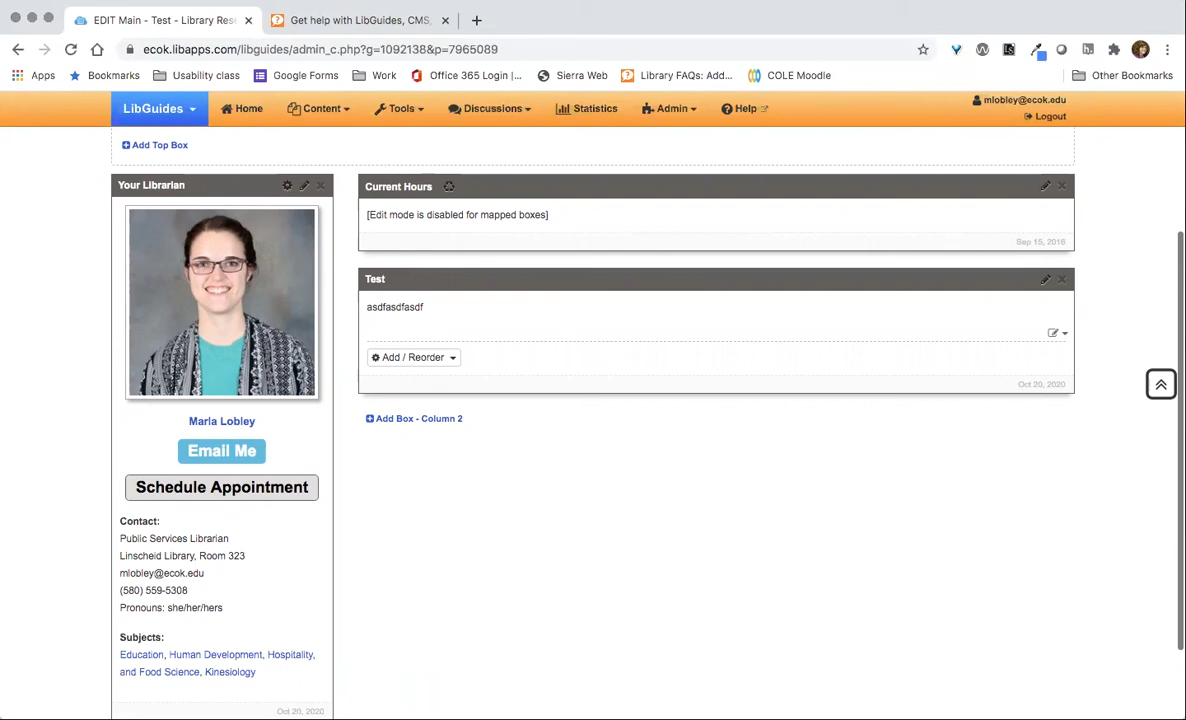 EDIT Main - Test - Library Res
Get help with LibGuides, CMS,
ecok.libapps.com/libguides/admin_c.php?g=1092138&p=7965089
Apps Bookmarks Usability class Google Forms Work Office 365 Login |... Sierra Web Library FAQs: Add... COLE Moodle Other Bookmarks
LibGuides Home Content Tools Discussions Statistics Admin Help
mlobley@ecok.edu
Logout
Add Top Box
Your Librarian
Marla Lobley
Email Me
Schedule Appointment
Contact:
Public Services Librarian
Linscheid Library, Room 323
mlobley@ecok.edu
(580) 559-5308
Pronouns: she/her/hers
Subjects:
Education, Human Development, Hospitality,
and Food Science, Kinesiology
Oct 20, 2020
Current Hours
[Edit mode is disabled for mapped boxes]
Sep 15, 2016
Test
asdfasdfasdf
Add / Reorder
Oct 20, 2020
Add Box - Column 2